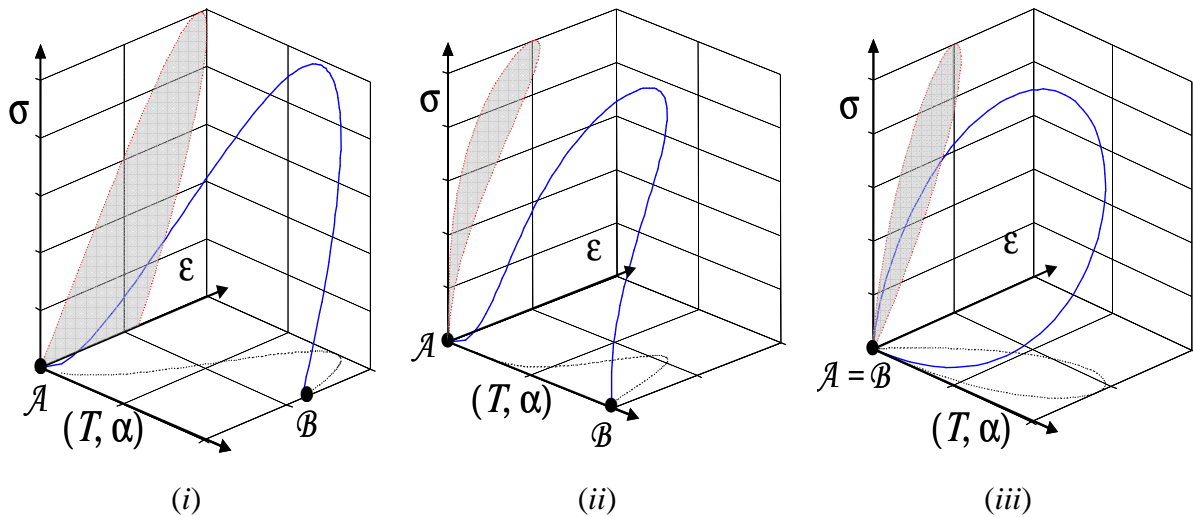 σ
ε
𝒜
(T, α)
ℬ
(i)
σ
ε
𝒜
(T, α)
ℬ
(ii)
σ
ε
𝒜 = ℬ
(T, α)
(iii)